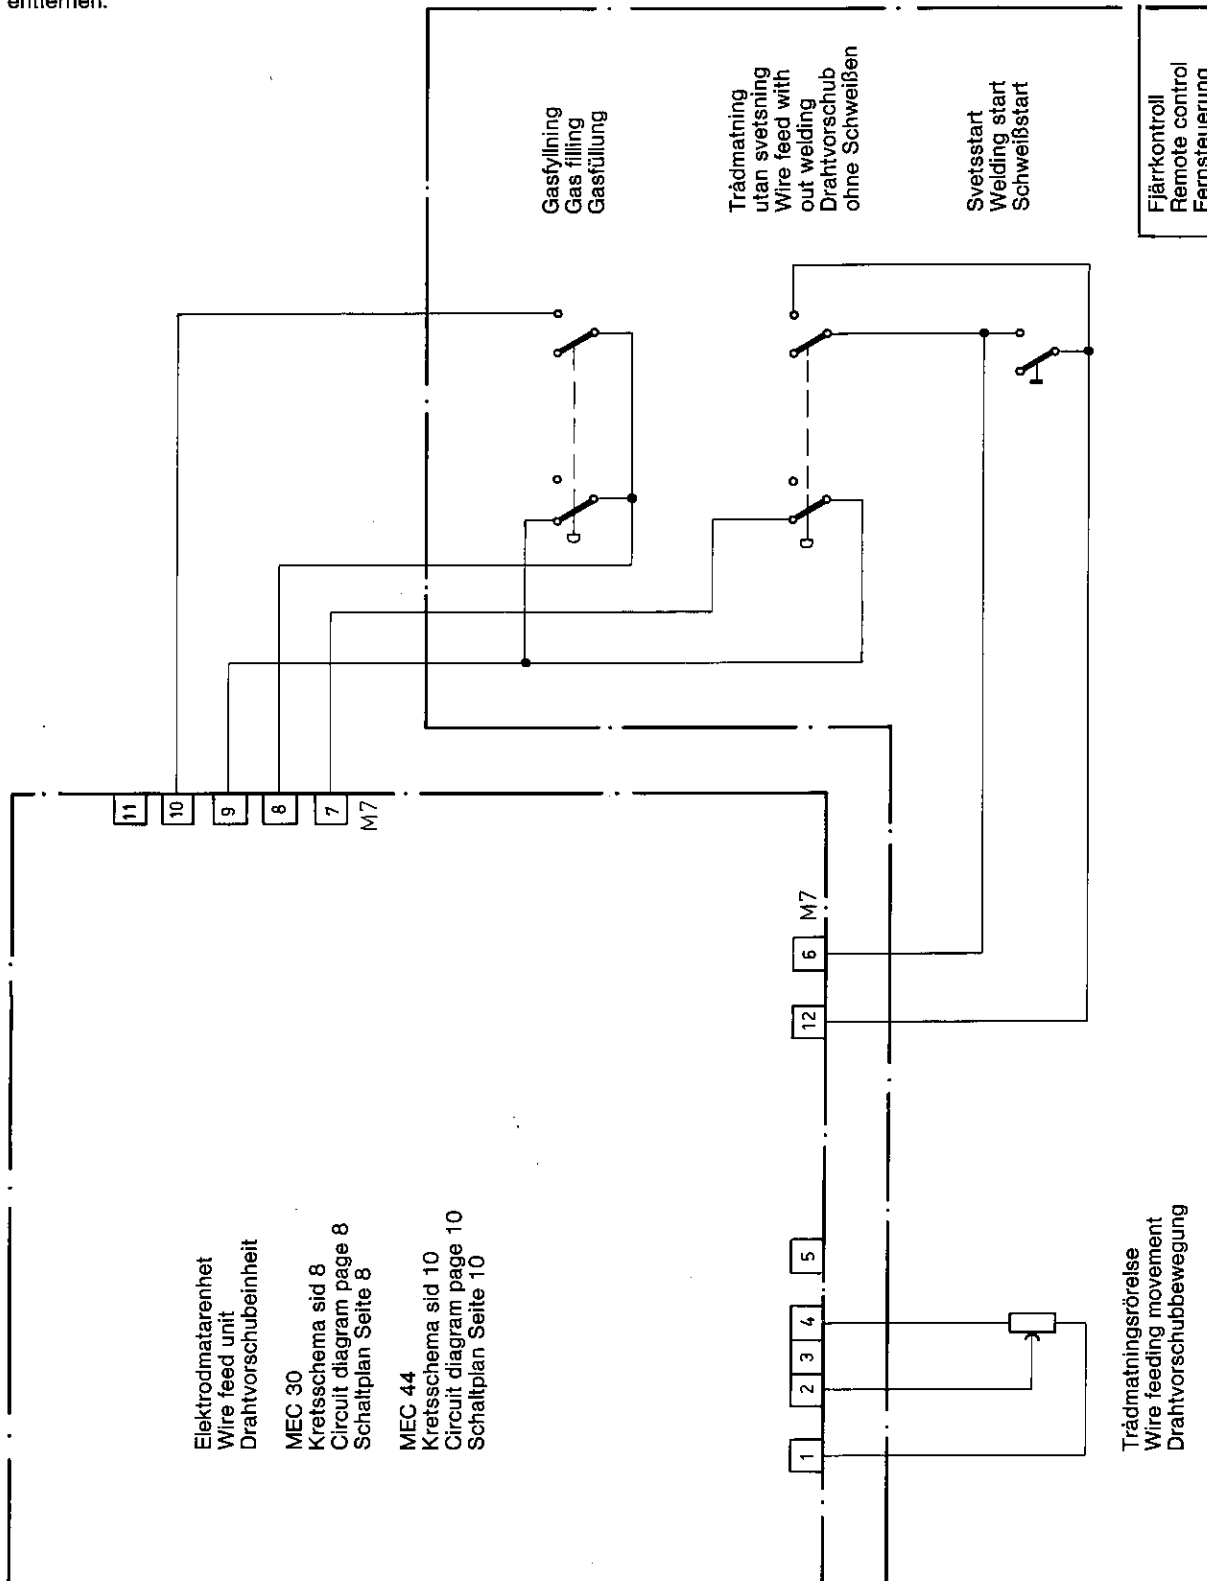 entfernen.
Gasfyllning
Gas filling
Gasfüllung
Trådmatning
utan svetsning
Wire feed with
out welding
Drahtvorschub
ohne Schweißen
Svetsstart
Welding start
Schweißstart
Fjärrkontroll
Remote control
Fernsteuerung
11
10
9
8
7
M7
M7
6
12
5
4
3
2
1
Elektrodmatarenhet
Wire feed unit
Drahtvorschubeinheit
MEC 30
Kretsschema sid 8
Circuit diagram page 8
Schaltplan Seite 8
MEC 44
Kretsschema sid 10
Circuit diagram page 10
Schaltplan Seite 10
Trådmatningsrörelse
Wire feeding movement
Drahtvorschubbewegung